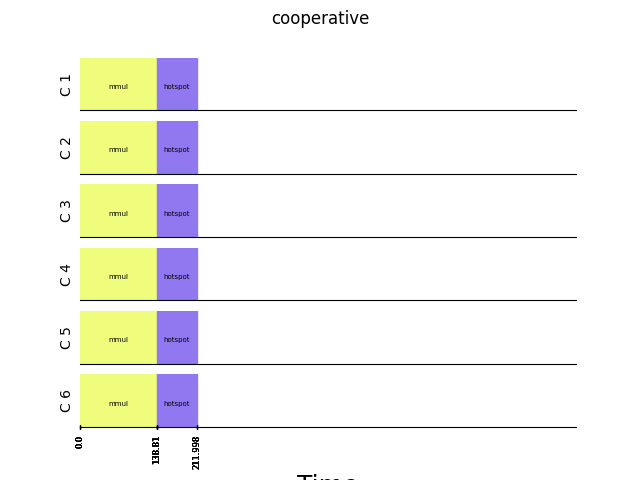 cooperative
C 1
mmul
hotspot
C 2
mmul
hotspot
C 3
mmul
hotspot
C 4
mmul
hotspot
C 5
mmul
hotspot
C 6
mmul
hotspot
0.0
138.81
211.998
Time